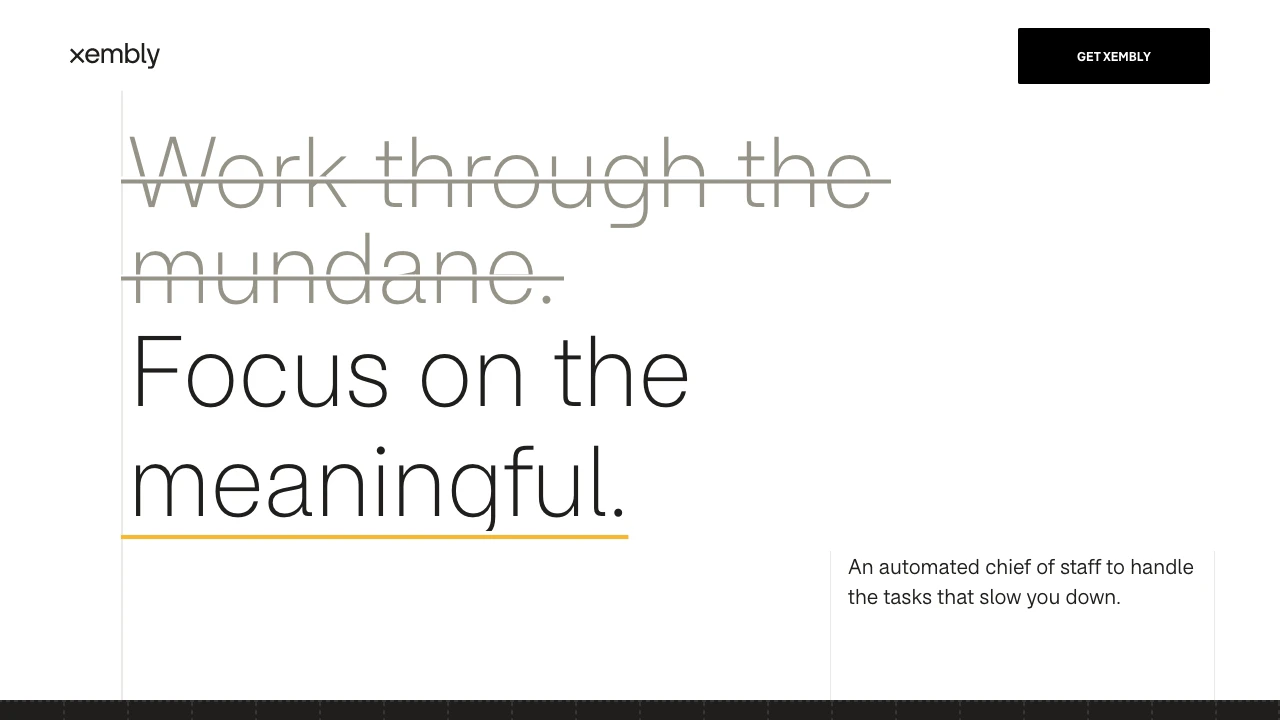 xembly
GET XEMBLY
Work through the
mundane.
Focus on the
meaningful.
An automated chief of staff to handle
the tasks that slow you down.